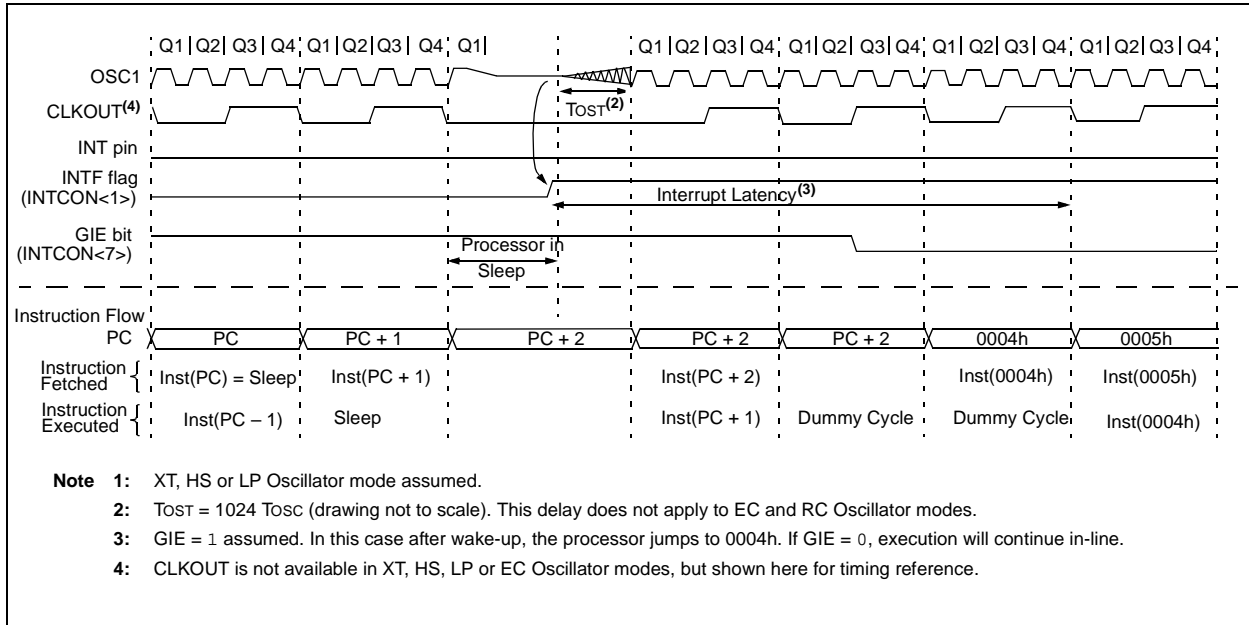 Q1 Q2 Q3 Q4 Q1 Q2 Q3 Q4 Q1 Q1 Q2 Q3 Q4 Q1 Q2 Q3 Q4 Q1 Q2 Q3 Q4 Q1 Q2 Q3 Q4
OSC1
TOST(2)
CLKOUT(4)
INT pin
INTF flag
(INTCON<1>)
Interrupt Latency(3)
GIE bit
(INTCON<7>)
Processor in
Sleep
Instruction Flow
PC PC PC + 1 PC + 2 PC + 2 PC + 2 0004h 0005h
Instruction
Fetched
Inst(PC) = Sleep Inst(PC + 1) Inst(PC + 2) Inst(0004h) Inst(0005h)
Instruction
Executed
Inst(PC – 1) Sleep Inst(PC + 1) Dummy Cycle Dummy Cycle Inst(0004h)
Note 1: XT, HS or LP Oscillator mode assumed.
2: TOST = 1024 TOSC (drawing not to scale). This delay does not apply to EC and RC Oscillator modes.
3: GIE = 1 assumed. In this case after wake-up, the processor jumps to 0004h. If GIE = 0, execution will continue in-line.
4: CLKOUT is not available in XT, HS, LP or EC Oscillator modes, but shown here for timing reference.